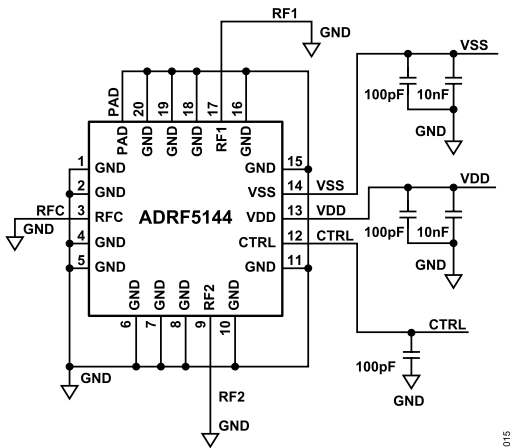 RF1
GND
VSS
100pF 10nF
GND
PAD 20 19 18 17 16
PAD GND GND GND RF1 GND
1 GND GND 15
2 GND VSS 14 VSS
RFC 3 RFC VDD 13 VDD
GND
4 GND CTRL 12 CTRL
5 GND GND 11
ADRF5144
VDD
100pF 10nF
GND
GND GND GND RF2 GND
6 7 8 9 10
CTRL
100pF
GND
GND
RF2
GND
015